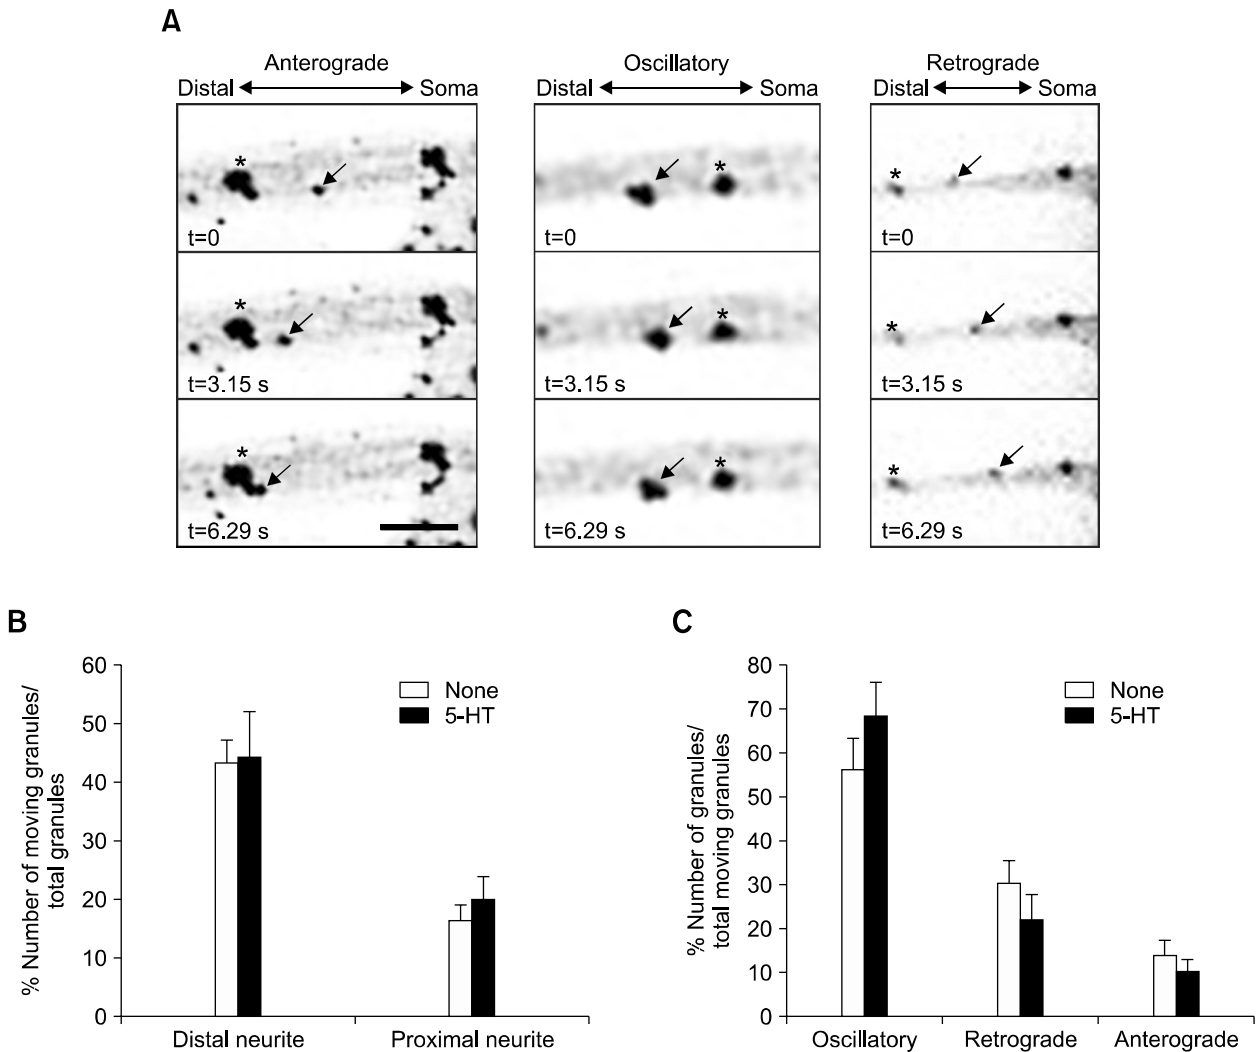 A
Anterograde
Distal Soma
*
t=0
*
t=3.15 s
*
t=6.29 s
Oscillatory
Distal Soma
*
t=0
*
t=3.15 s
*
t=6.29 s
Retrograde
Distal Soma
*
t=0
*
t=3.15 s
*
t=6.29 s
B
% Number of moving granules/
total granules
60
50
40
30
20
10
0
None
5-HT
Distal neurite Proximal neurite
C
% Number of granules/
total moving granules
80
70
60
50
40
30
20
10
0
None
5-HT
Oscillatory Retrograde Anterograde